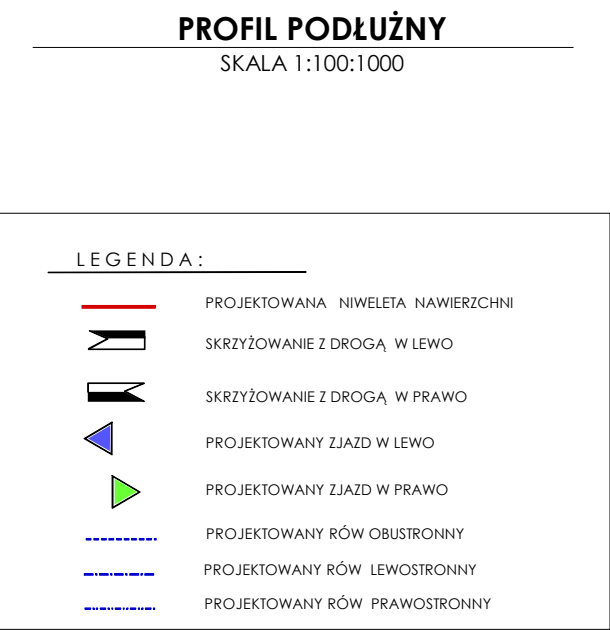 PROFIL PODŁUŻNY
SKALA 1:100:1000
LEGENDA:
PROJEKTOWANA NIWELETA NAWIERZCHNI
SKRZYŻOWANIE Z DROGĄ W LEWO
SKRZYŻOWANIE Z DROGĄ W PRAWO
PROJEKTOWANY ZJAZD W LEWO
PROJEKTOWANY ZJAZD W PRAWO
PROJEKTOWANY RÓW OBUSTRONNY
PROJEKTOWANY RÓW LEWOSTRONNY
PROJEKTOWANY RÓW PRAWOSTRONNY